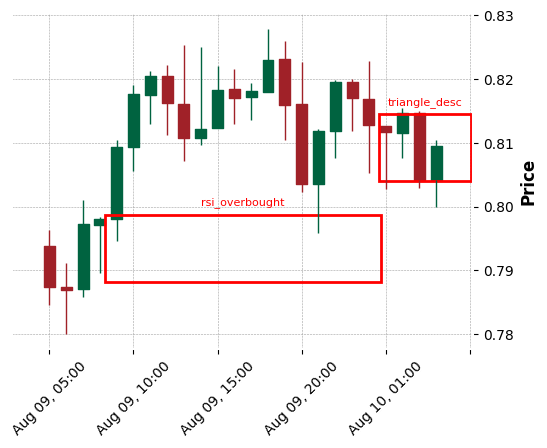 0.83
0.82
triangle_desc
0.81
Price
rsi_overbought
0.80
0.79
0.78
Aug 09, 05:00
Aug 09, 10:00
Aug 09, 15:00
Aug 09, 20:00
Aug 10, 01:00